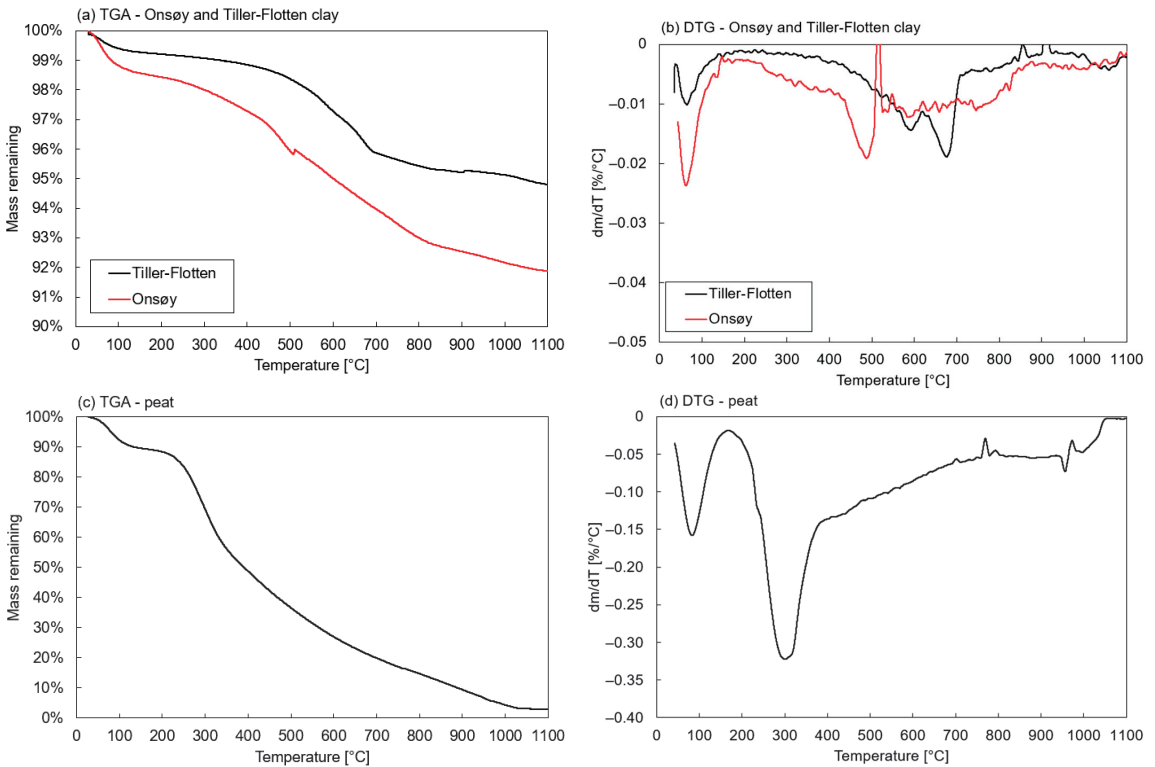 (a) TGA - Onsøy and Tiller-Flotten clay
100%
99%
98%
97%
96%
95%
94%
93%
92%
91%
90%
Mass remaining
Tiller-Flotten
Onsøy
0 100 200 300 400 500 600 700 800 900 1000 1100
Temperature [°C]
(b) DTG - Onsøy and Tiller-Flotten clay
0
−0.01
−0.02
−0.03
−0.04
−0.05
dm/dT [%/°C]
Tiller-Flotten
Onsøy
0 100 200 300 400 500 600 700 800 900 1000 1100
Temperature [°C]
(c) TGA - peat
100%
90%
80%
70%
60%
50%
40%
30%
20%
10%
0%
Mass remaining
0 100 200 300 400 500 600 700 800 900 1000 1100
Temperature [°C]
(d) DTG - peat
0
−0.05
−0.10
−0.15
−0.20
−0.25
−0.30
−0.35
−0.40
dm/dT [%/°C]
0 100 200 300 400 500 600 700 800 900 1000 1100
Temperature [°C]